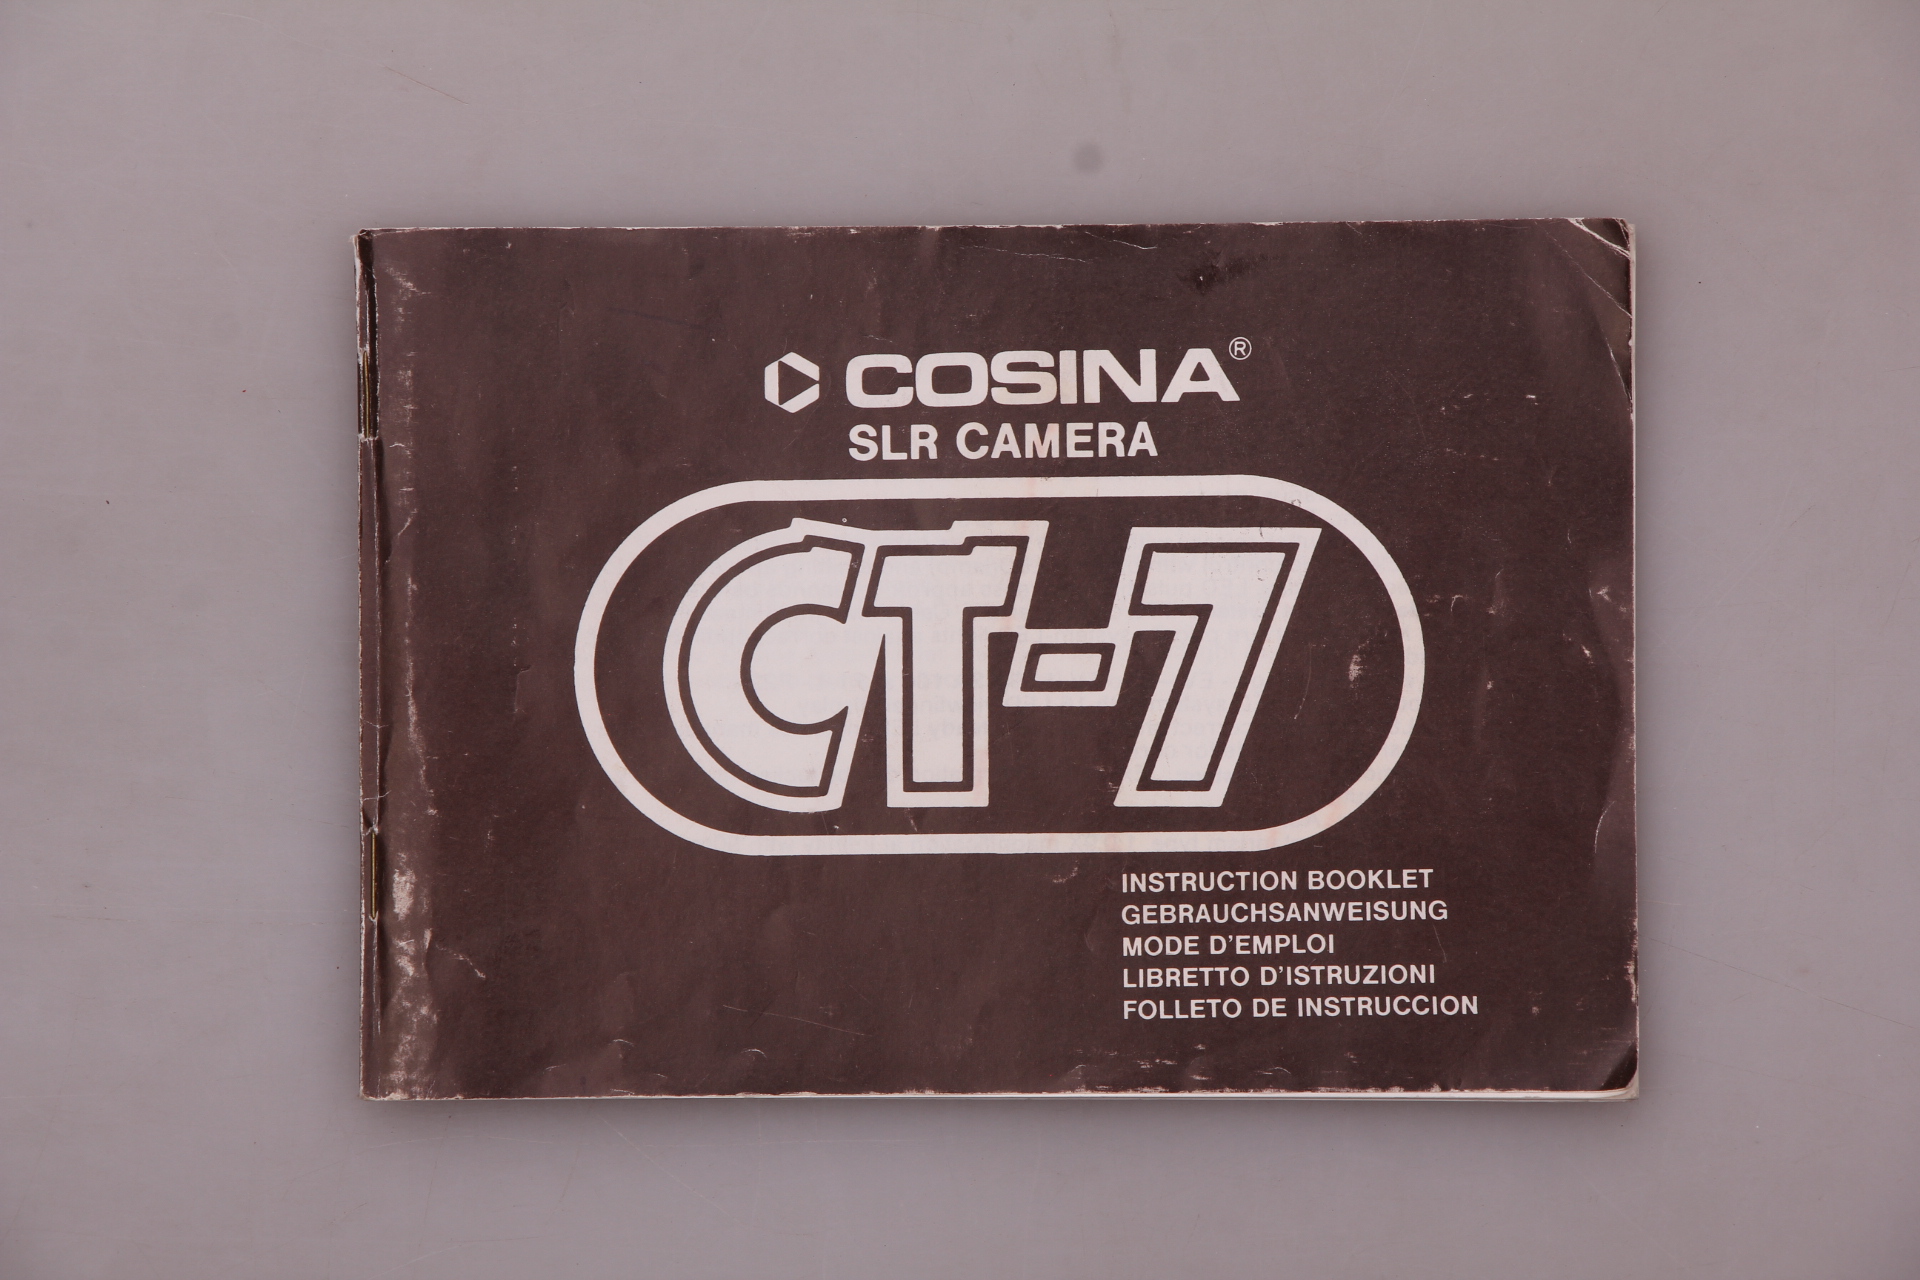 COSINA®
SLR CAMERA
CT-7
INSTRUCTION BOOKLET
GEBRAUCHSANWEISUNG
MODE D'EMPLOI
LIBRETTO D'ISTRUZIONI
FOLLETO DE INSTRUCCION